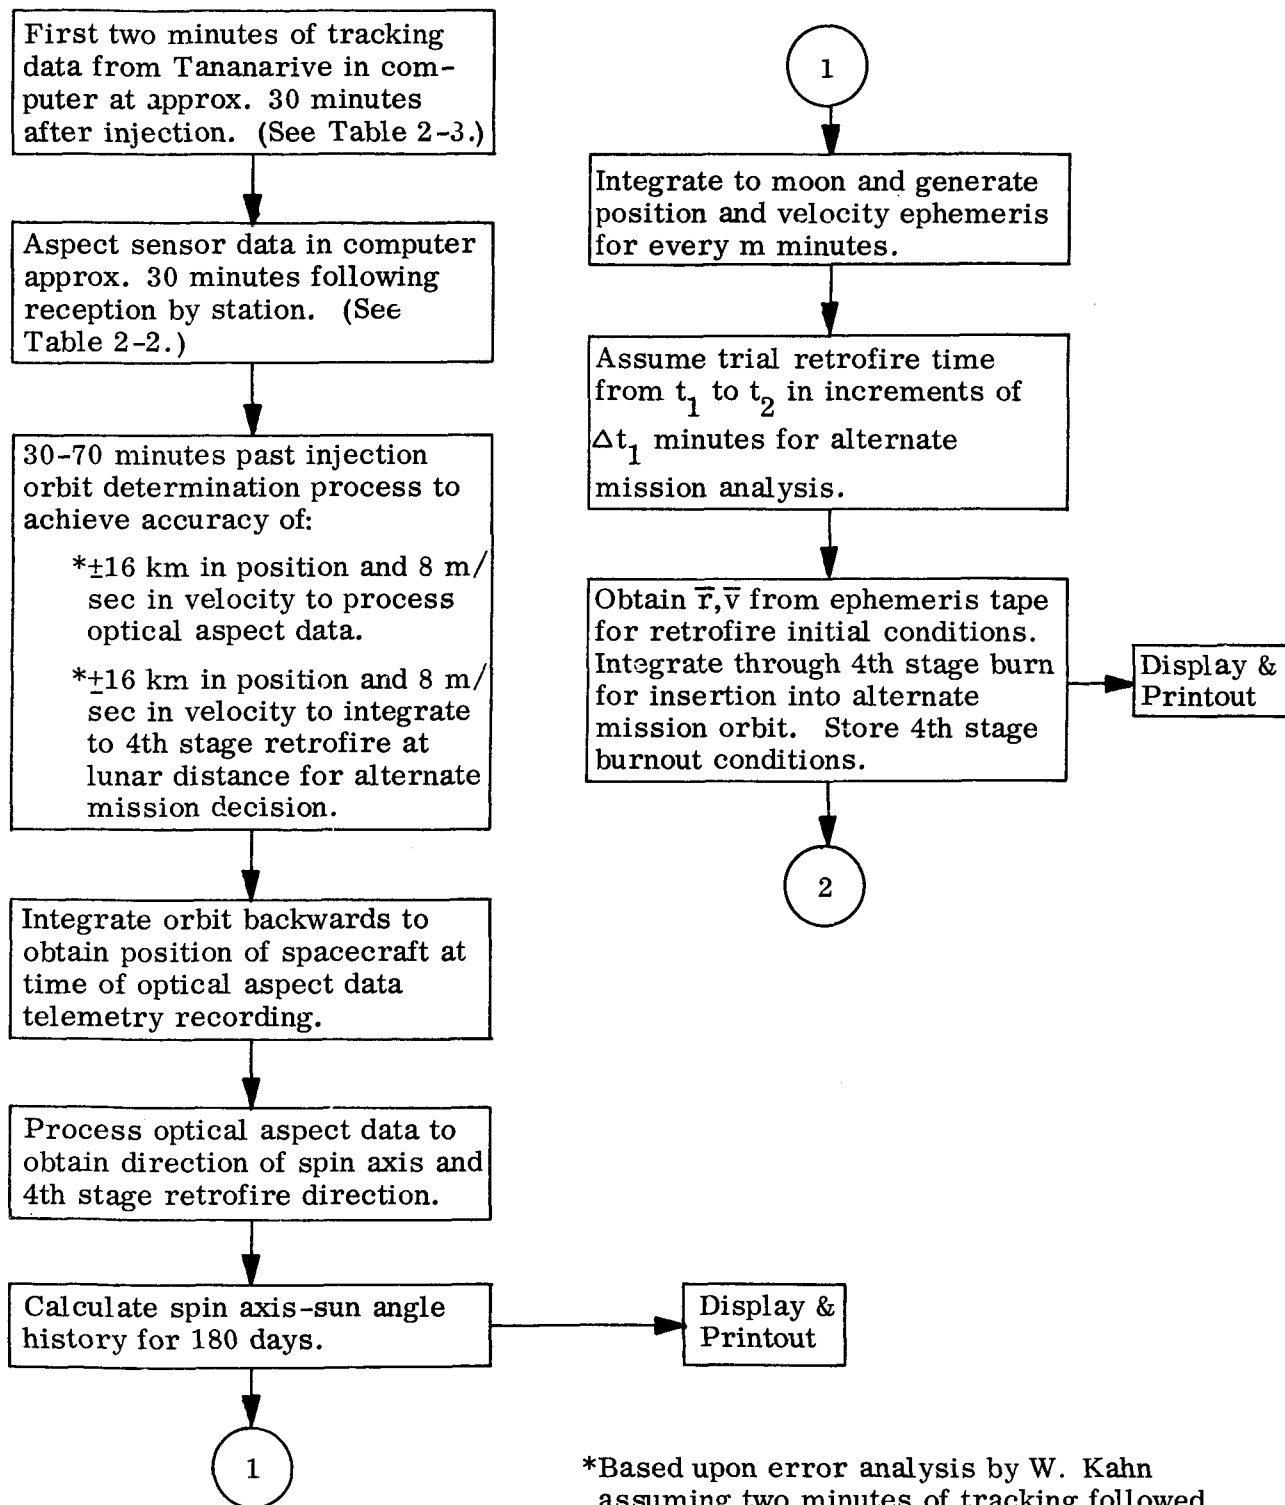 First two minutes of tracking
data from Tananarive in com-
puter at approx. 30 minutes
after injection. (See Table 2-3.)
Aspect sensor data in computer
approx. 30 minutes following
reception by station. (See
Table 2-2.)
30-70 minutes past injection
orbit determination process to
achieve accuracy of:
*±16 km in position and 8 m/
sec in velocity to process
optical aspect data.
*±16 km in position and 8 m/
sec in velocity to integrate
to 4th stage retrofire at
lunar distance for alternate
mission decision.
Integrate orbit backwards to
obtain position of spacecraft at
time of optical aspect data
telemetry recording.
Process optical aspect data to
obtain direction of spin axis and
4th stage retrofire direction.
Calculate spin axis-sun angle
history for 180 days.
Display &
Printout
1
1
Integrate to moon and generate
position and velocity ephemeris
for every m minutes.
Assume trial retrofire time
from t₁ to t₂ in increments of
Δt₁ minutes for alternate
mission analysis.
Obtain r̅,v̅ from ephemeris tape
for retrofire initial conditions.
Integrate through 4th stage burn
for insertion into alternate
mission orbit. Store 4th stage
burnout conditions.
Display &
Printout
2
*Based upon error analysis by W. Kahn
assuming two minutes of tracking followed